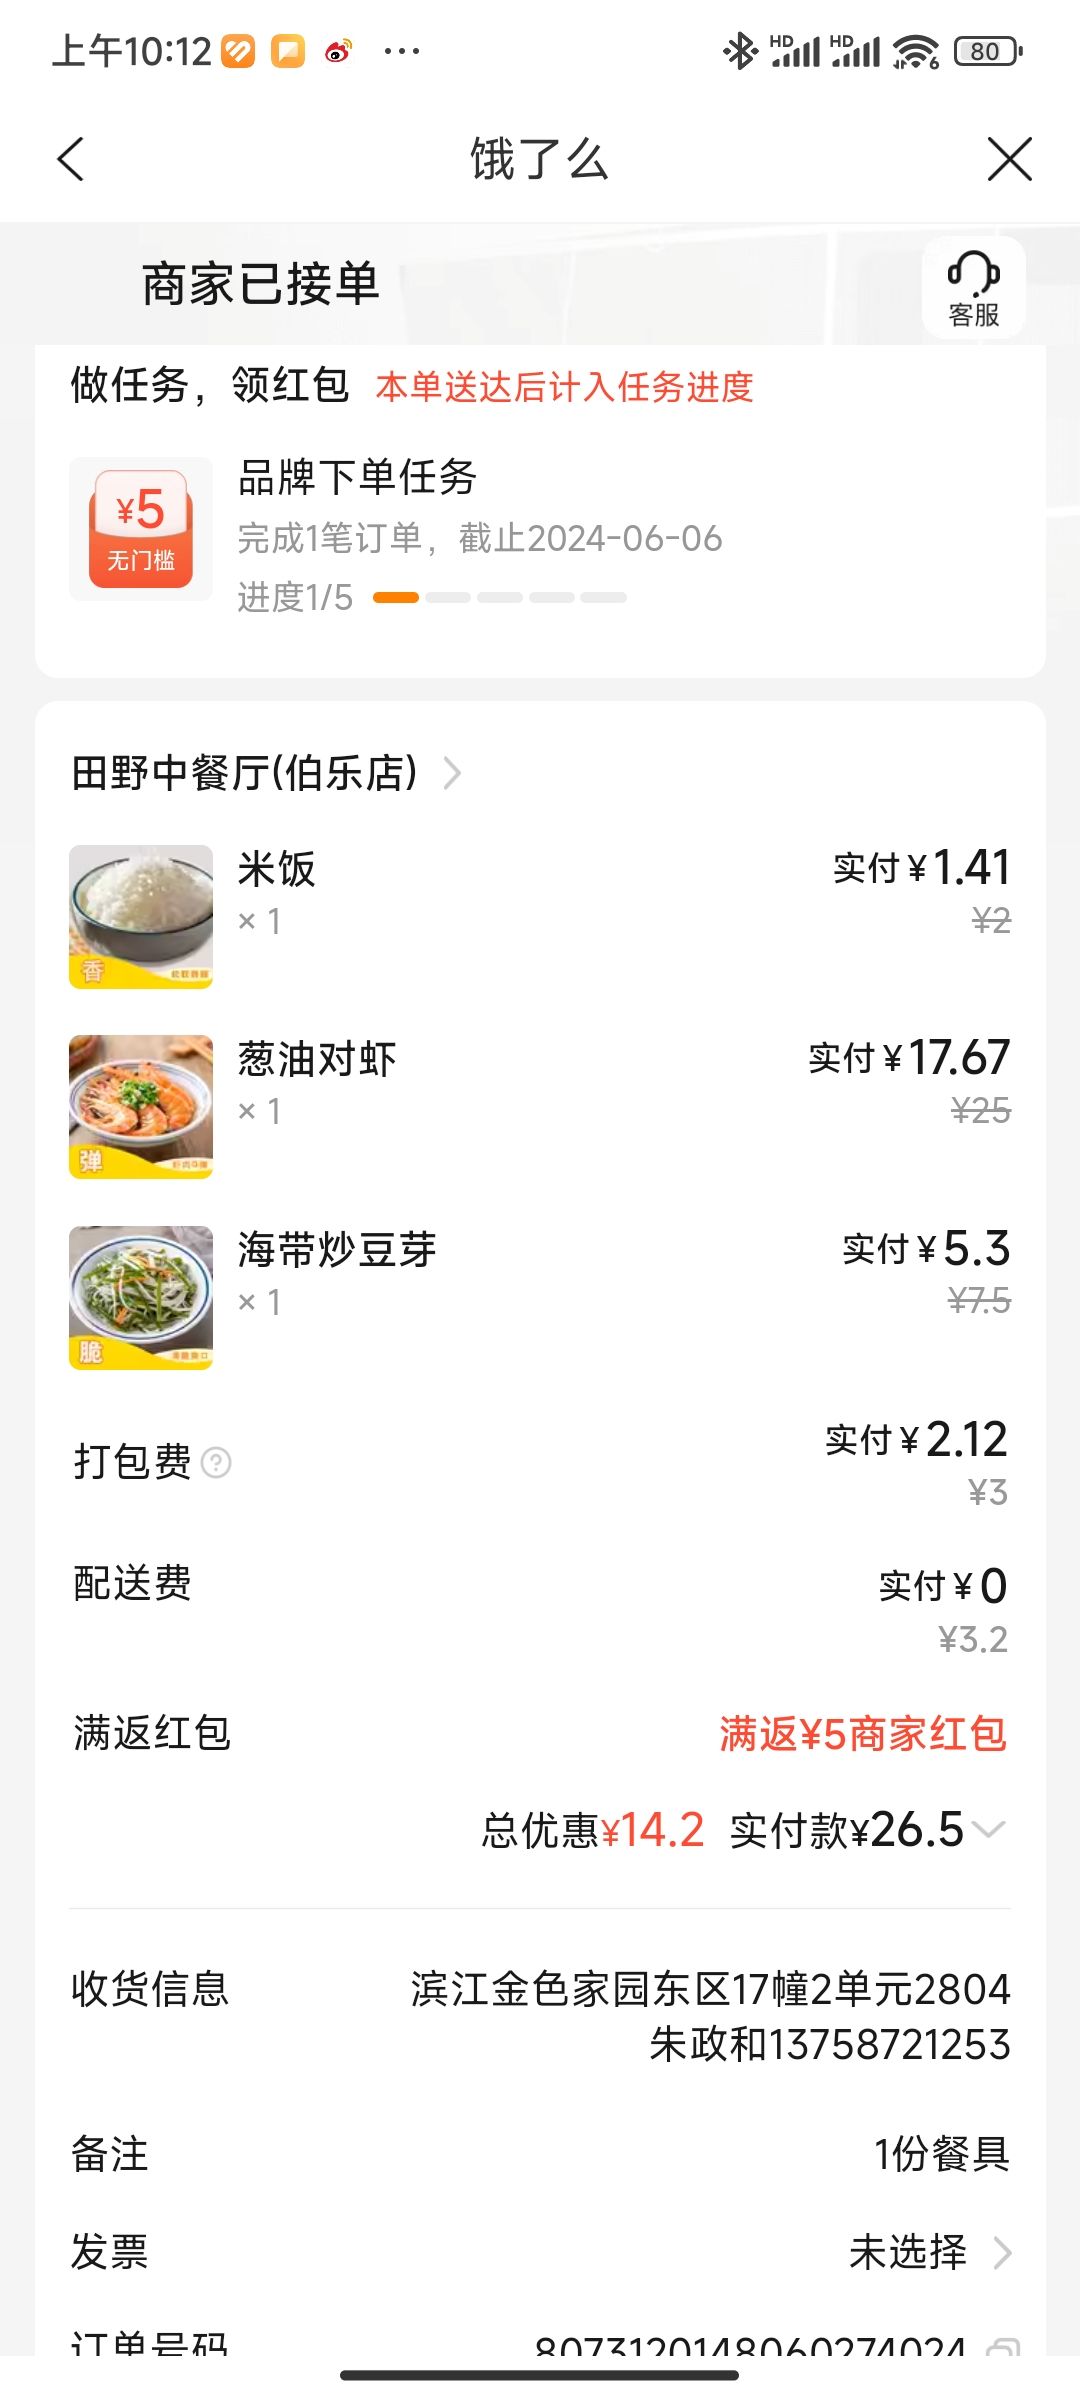 上午10:12
HD
HD
6
80
饿了么
商家已接单
客服
做任务，领红包 本单送达后计入任务进度
¥5
无门槛
品牌下单任务
完成1笔订单，截止2024-06-06
进度1/5
田野中餐厅(伯乐店)
香
米饭
× 1
实付¥1.41
¥2
弹
葱油对虾
× 1
实付¥17.67
¥25
脆
海带炒豆芽
× 1
实付¥5.3
¥7.5
打包费
?
实付¥2.12
¥3
配送费
实付¥0
¥3.2
满返红包
满返¥5商家红包
总优惠¥14.2 实付款¥26.5
收货信息
滨江金色家园东区17幢2单元2804
朱政和13758721253
备注
1份餐具
发票
未选择
订单号码
8073120148060274024